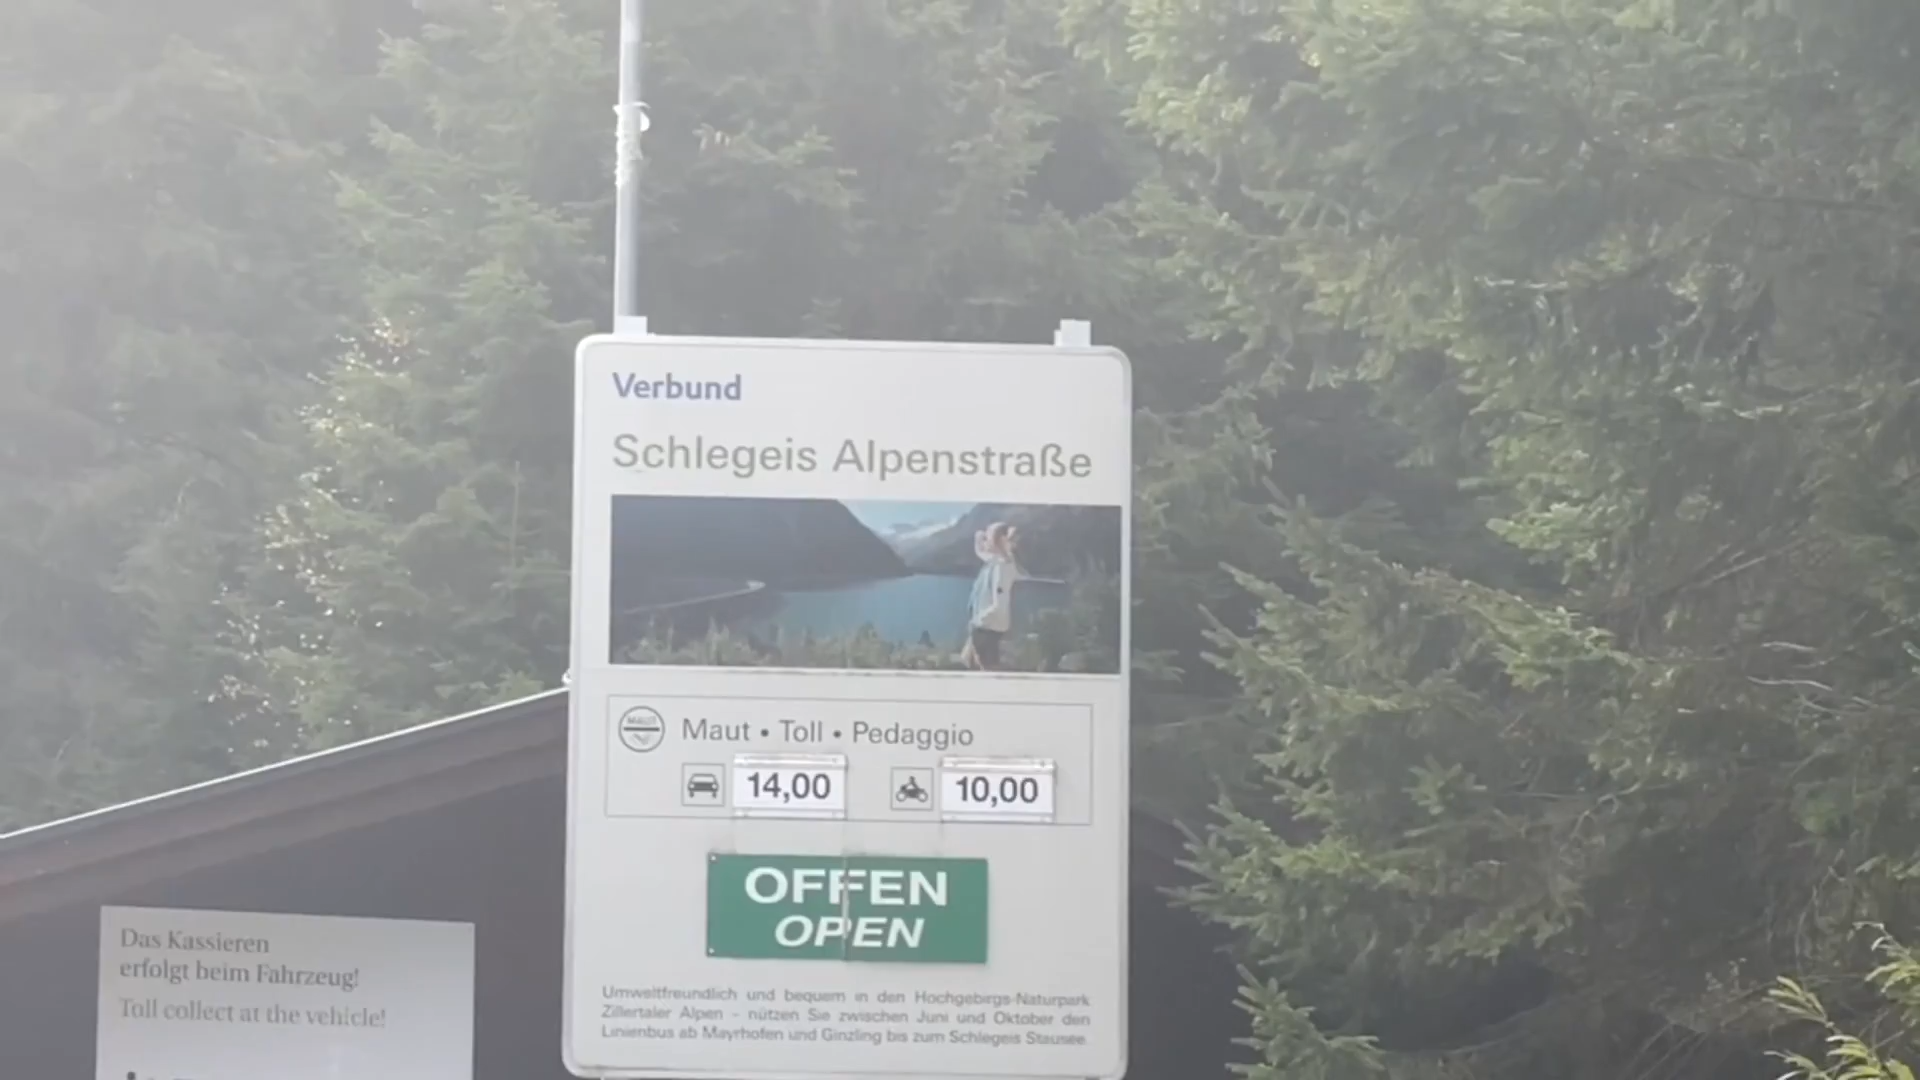 Verbund
Schlegeis Alpenstraße
MAUT
Maut • Toll • Pedaggio
14,00
10,00
OFFEN
OPEN
Umweltfreundlich und bequem in den Hochgebirgs-Naturpark
Zillertaler Alpen - nützen Sie zwischen Juni und Oktober den
Linienbus ab Mayrhofen und Ginzling bis zum Schlegeis Stausee.
Das Kassieren
erfolgt beim Fahrzeug!
Toll collect at the vehicle!